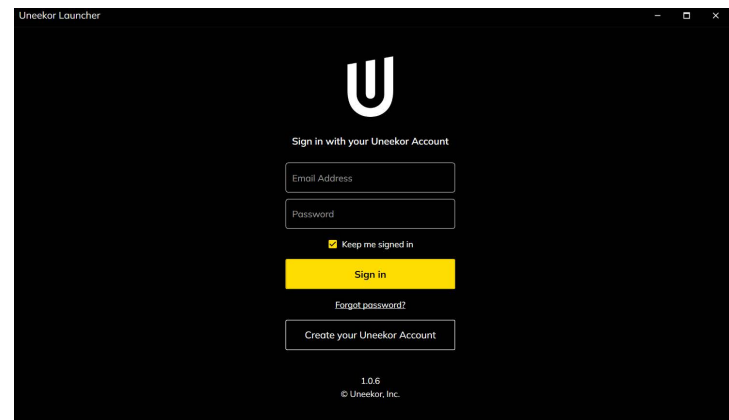 Uneekor Launcher
Sign in with your Uneekor Account
Email Address
Password
Keep me signed in
Sign in
Forgot password?
Create your Uneekor Account
1.0.6
© Uneekor, Inc.